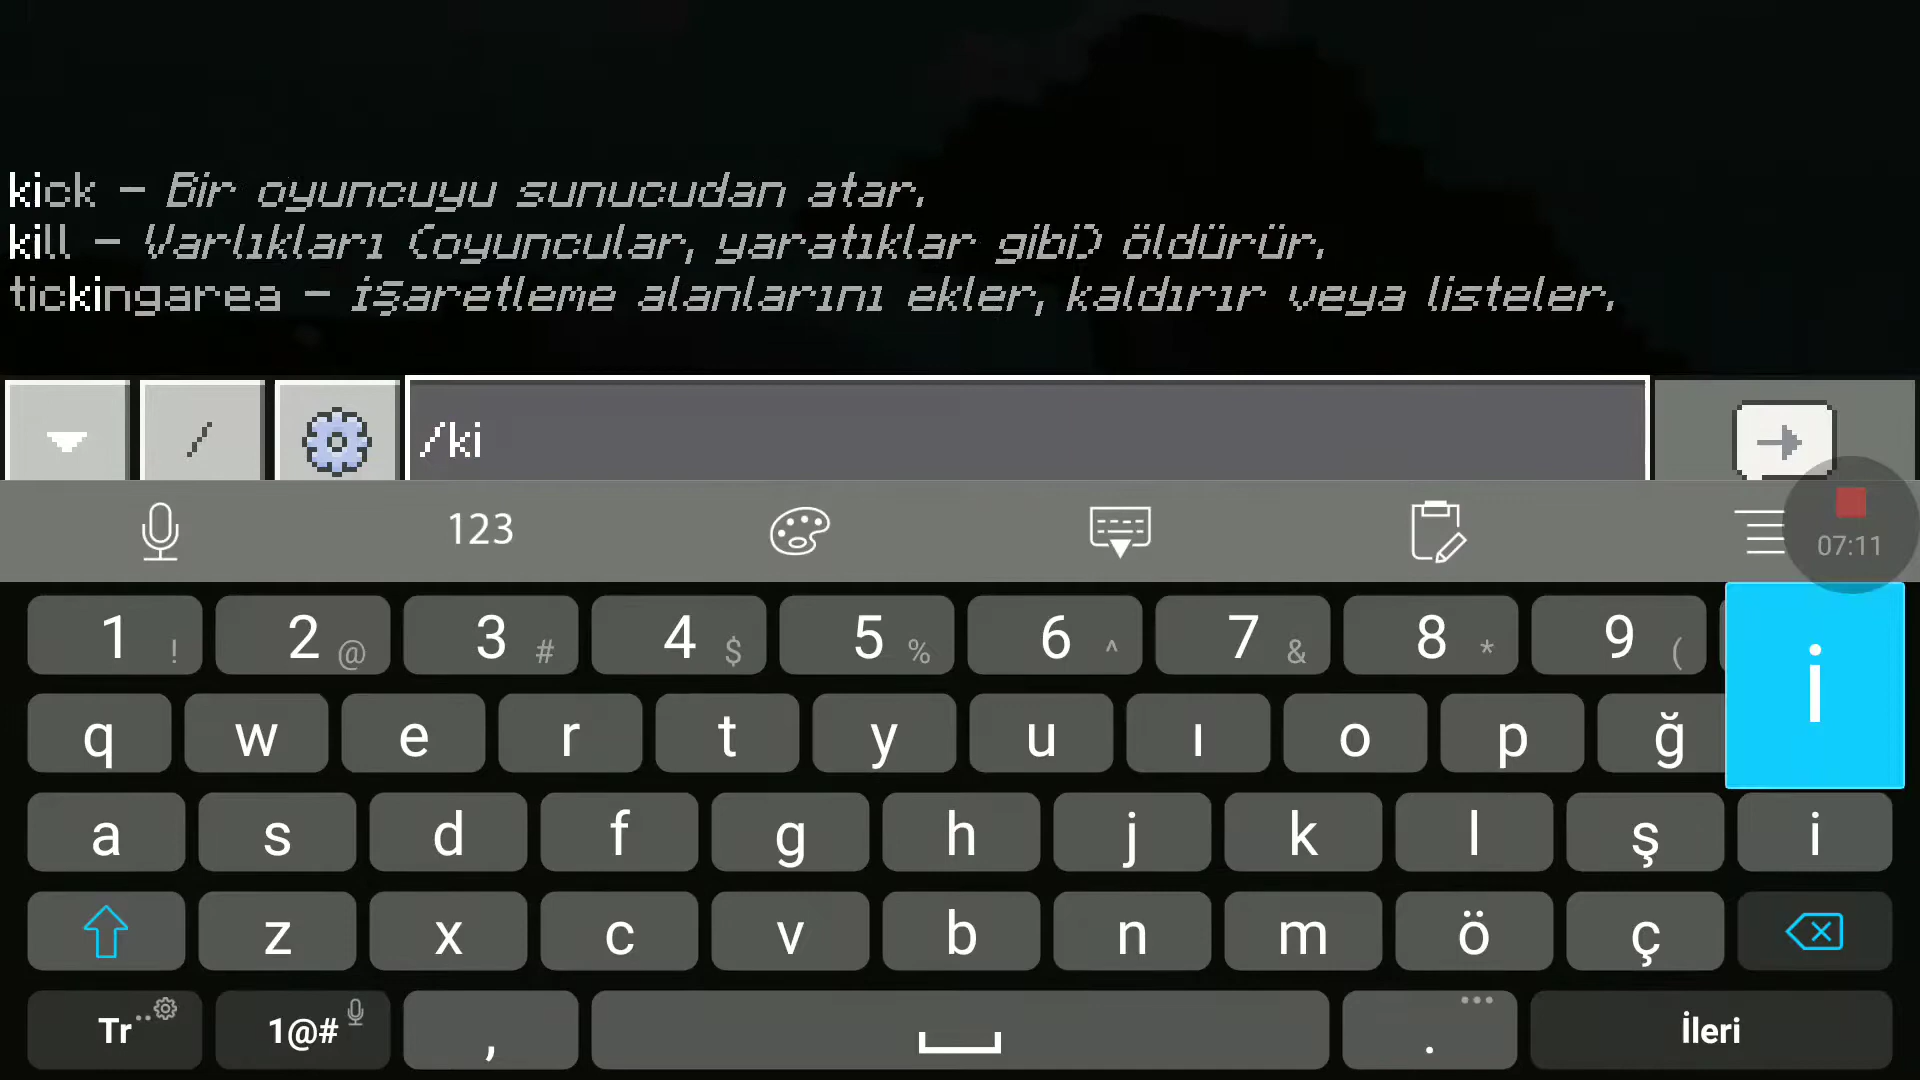 kick – Bir oyuncuyu sunucudan atar.
kill – Varlıkları (oyuncular, yaratıklar gibi) öldürür.
tickingarea – İşaretleme alanlarını ekler, kaldırır veya listeler.
/
/ki
123
07:11
1 ! 2 @ 3 # 4 $ 5 % 6 ^ 7 & 8 * 9 (
i
q w e r t y u ı o p ğ
a s d f g h j k l ş i
z x c v b n m ö ç
Tr 1@# , . İleri